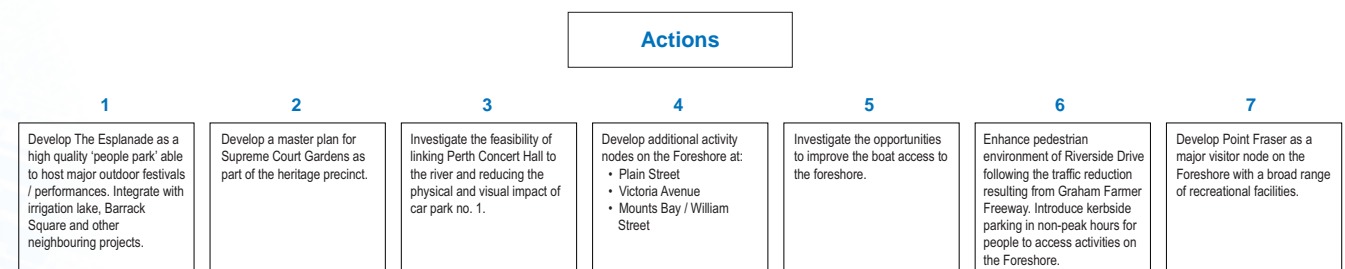 Actions
1
Develop The Esplanade as a
high quality ‘people park’ able
to host major outdoor festivals
/ performances. Integrate with
irrigation lake, Barrack
Square and other
neighbouring projects.
2
Develop a master plan for
Supreme Court Gardens as
part of the heritage precinct.
3
Investigate the feasibility of
linking Perth Concert Hall to
the river and reducing the
physical and visual impact of
car park no. 1.
4
Develop additional activity
nodes on the Foreshore at:
• Plain Street
• Victoria Avenue
• Mounts Bay / William
Street
5
Investigate the opportunities
to improve the boat access to
the foreshore.
6
Enhance pedestrian
environment of Riverside Drive
following the traffic reduction
resulting from Graham Farmer
Freeway. Introduce kerbside
parking in non-peak hours for
people to access activities on
the Foreshore.
7
Develop Point Fraser as a
major visitor node on the
Foreshore with a broad range
of recreational facilities.